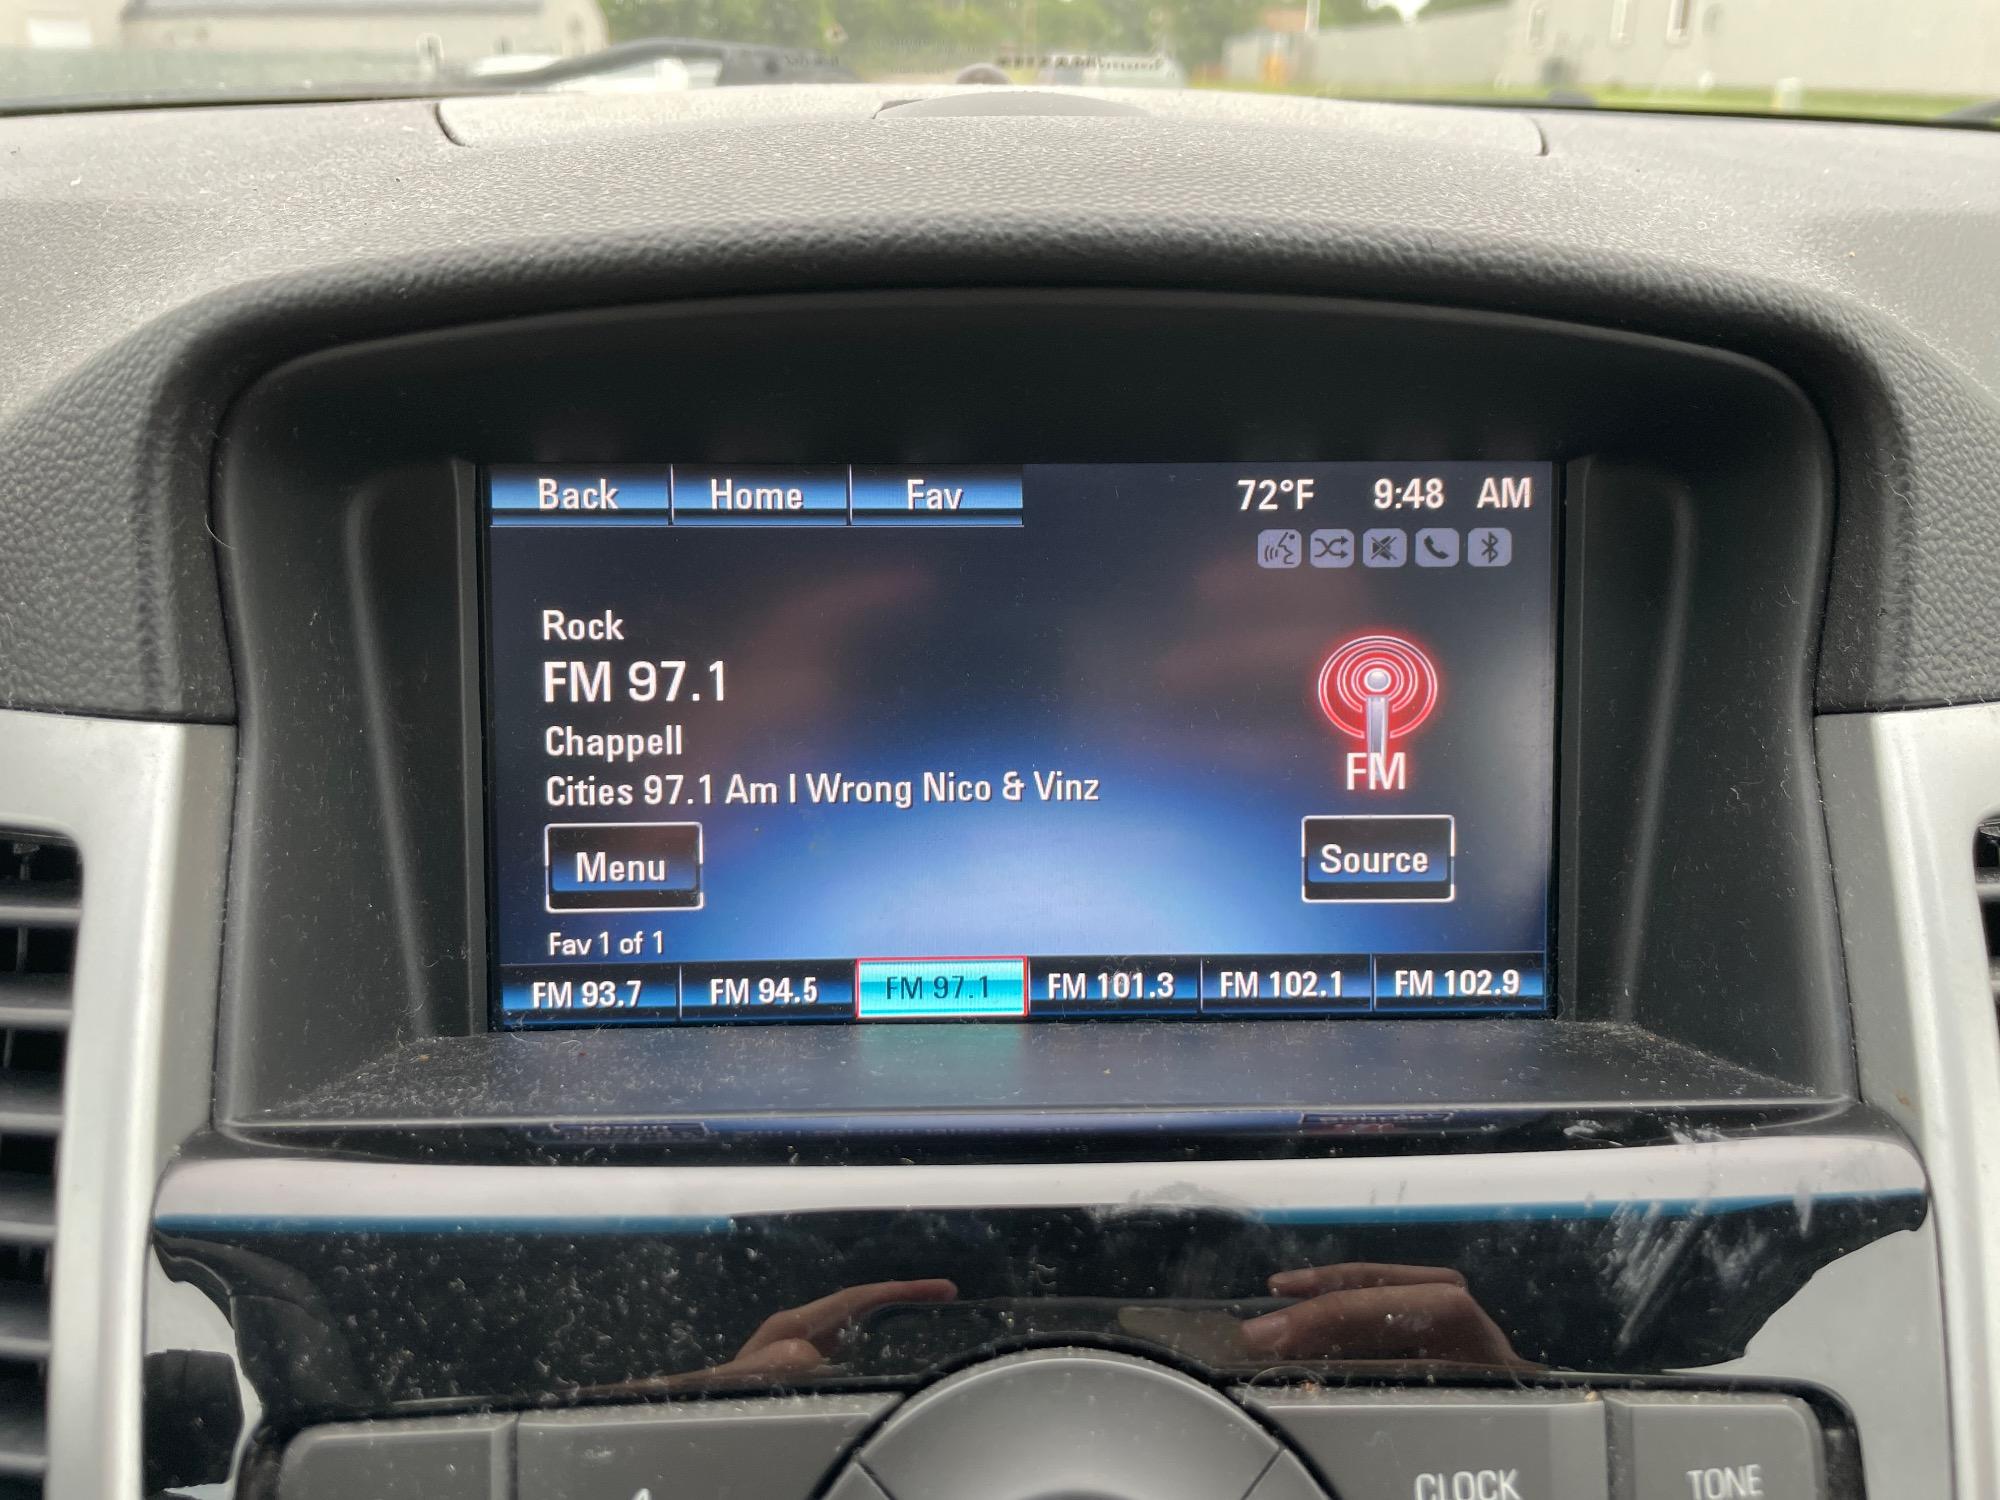 Back Home Fav 72°F 9:48 AM
Rock
FM 97.1
Chappell
Cities 97.1 Am I Wrong Nico & Vinz
FM
Menu
Source
Fav 1 of 1
FM 93.7 FM 94.5 FM 97.1 FM 101.3 FM 102.1 FM 102.9
CLOCK TONE